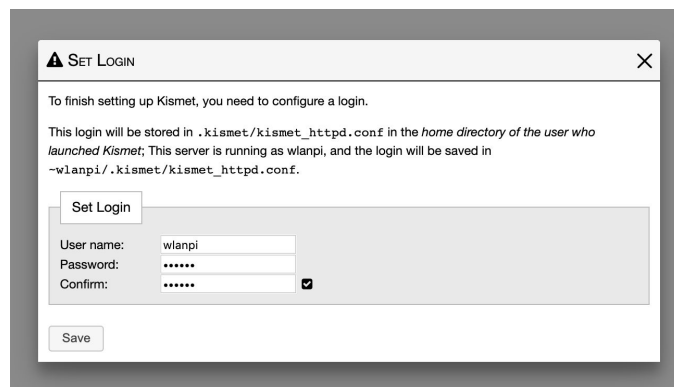 SET LOGIN
To finish setting up Kismet, you need to configure a login.
This login will be stored in .kismet/kismet_httpd.conf in the home directory of the user who
launched Kismet; This server is running as wlanpi, and the login will be saved in
~wlanpi/.kismet/kismet_httpd.conf.
Set Login
User name: wlanpi
Password: ••••••
Confirm: ••••••
Save